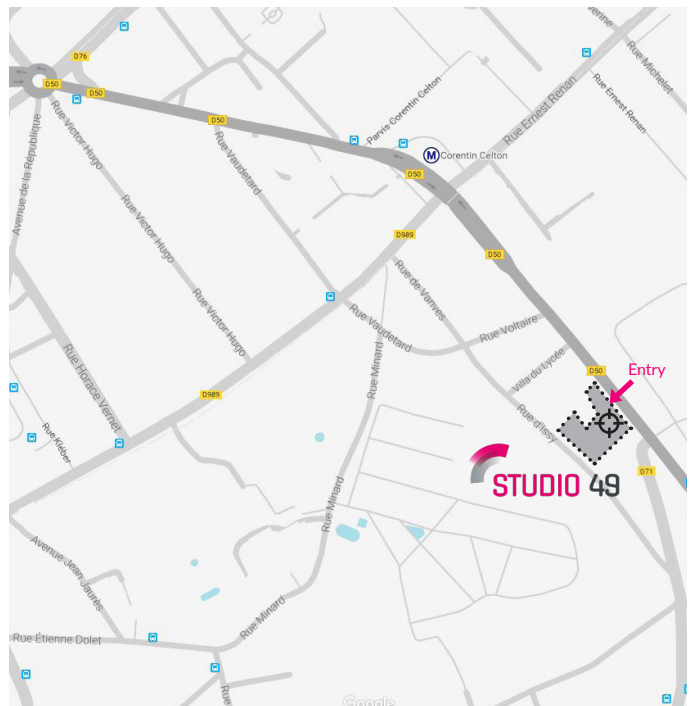 D76
D50
D50
D50
Rue Victor Hugo
Rue Vaudetard
Parvis Corentin Celton
Rue Ernest Renan
Rue Michelet
Rue Ernest Renan
Avenue de la République
M Corentin Celton
D50
Rue Victor Hugo
D989
D50
Rue de Vanves
Rue Victor Hugo
Rue Vaudetard
Rue Voltaire
Rue Minard
Villa du Lycée
D50
Entry
Rue Horace Vernet
D989
Rue Kléber
Rue d'Issy
D71
STUDIO 49
Rue Minard
Avenue Jean Jaurès
Rue Minard
Rue Étienne Dolet
Rue
Google